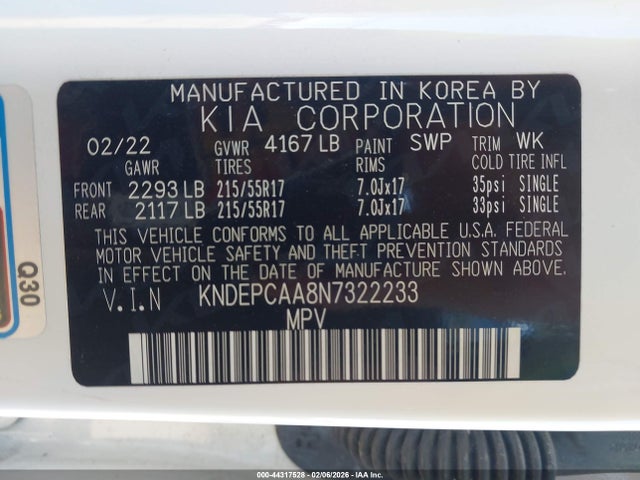 MANUFACTURED IN KOREA BY
KIA CORPORATION
02/22 GVWR 4167 LB PAINT SWP TRIM WK
GAWR TIRES RIMS COLD TIRE INFL
FRONT 2293 LB 215/55R17 7.0Jx17 35psi SINGLE
REAR 2117 LB 215/55R17 7.0Jx17 33psi SINGLE
THIS VEHICLE CONFORMS TO ALL APPLICABLE U.S.A. FEDERAL
MOTOR VEHICLE SAFETY AND THEFT PREVENTION STANDARDS
IN EFFECT ON THE DATE OF MANUFACTURE SHOWN ABOVE.
V.I.N KNDEPCAA8N7322233
MPV
Q30
000-44317528 - 02/06/2026 - IAA Inc.